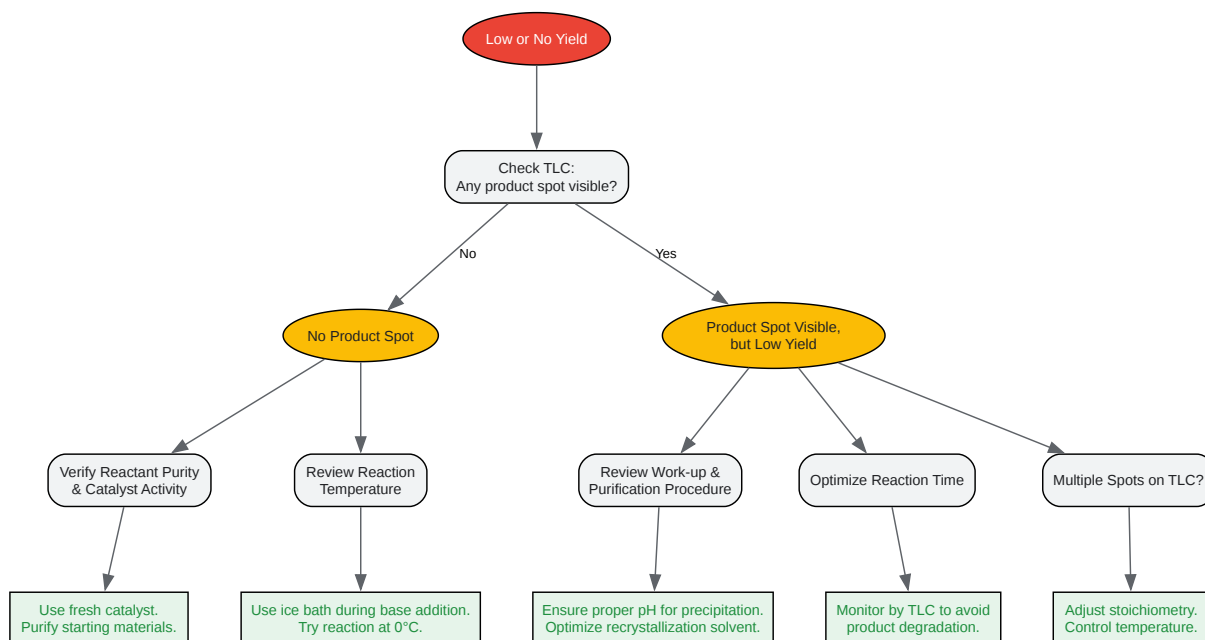 Low or No Yield
Check TLC:
Any product spot visible?
No
Yes
No Product Spot
Product Spot Visible,
but Low Yield
Verify Reactant Purity
& Catalyst Activity
Review Reaction
Temperature
Review Work-up &
Purification Procedure
Optimize Reaction Time
Multiple Spots on TLC?
Use fresh catalyst.
Purify starting materials.
Use ice bath during base addition.
Try reaction at 0°C.
Ensure proper pH for precipitation.
Optimize recrystallization solvent.
Monitor by TLC to avoid
product degradation.
Adjust stoichiometry.
Control temperature.